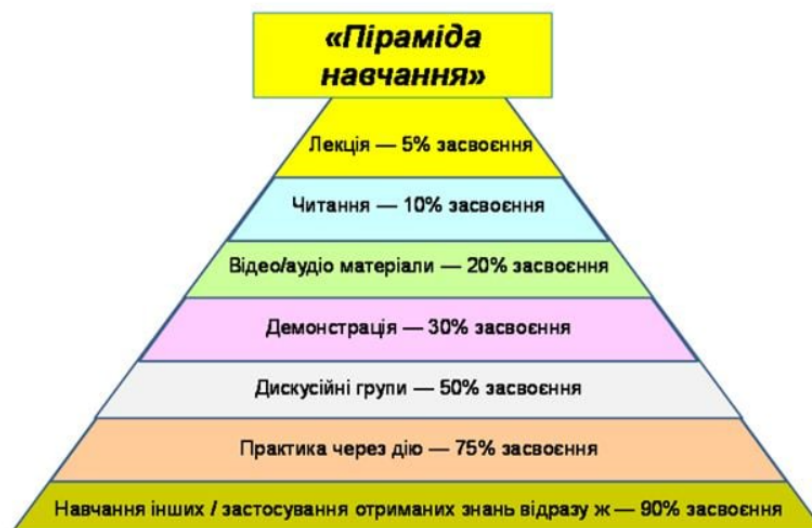 «Піраміда
навчання»
Лекція — 5% засвоєння
Читання — 10% засвоєння
Відео/аудіо матеріали — 20% засвоєння
Демонстрація — 30% засвоєння
Дискусійні групи — 50% засвоєння
Практика через дію — 75% засвоєння
Навчання інших / застосування отриманих знань відразу ж — 90% засвоєння